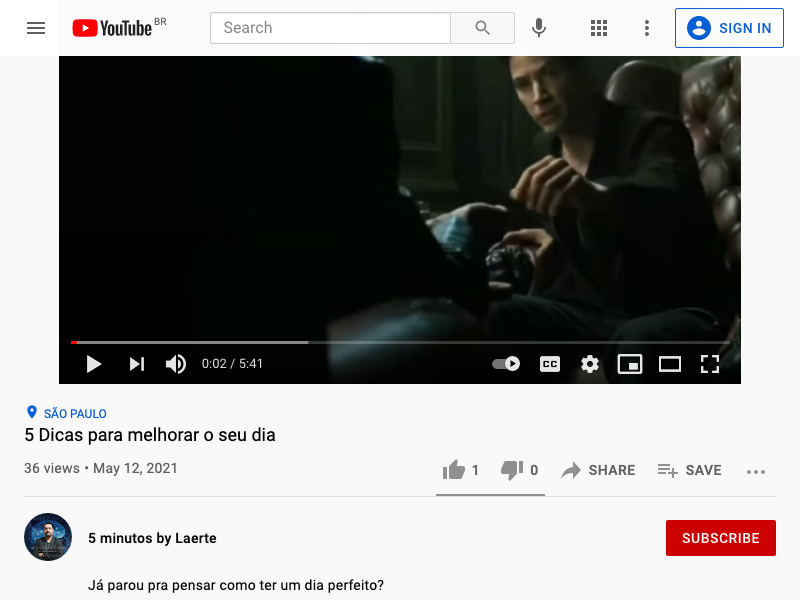 YouTube BR
Search
SIGN IN
0:02 / 5:41
CC
SÃO PAULO
5 Dicas para melhorar o seu dia
36 views • May 12, 2021
1
0
SHARE
SAVE
5 minutos by Laerte
SUBSCRIBE
Já parou pra pensar como ter um dia perfeito?